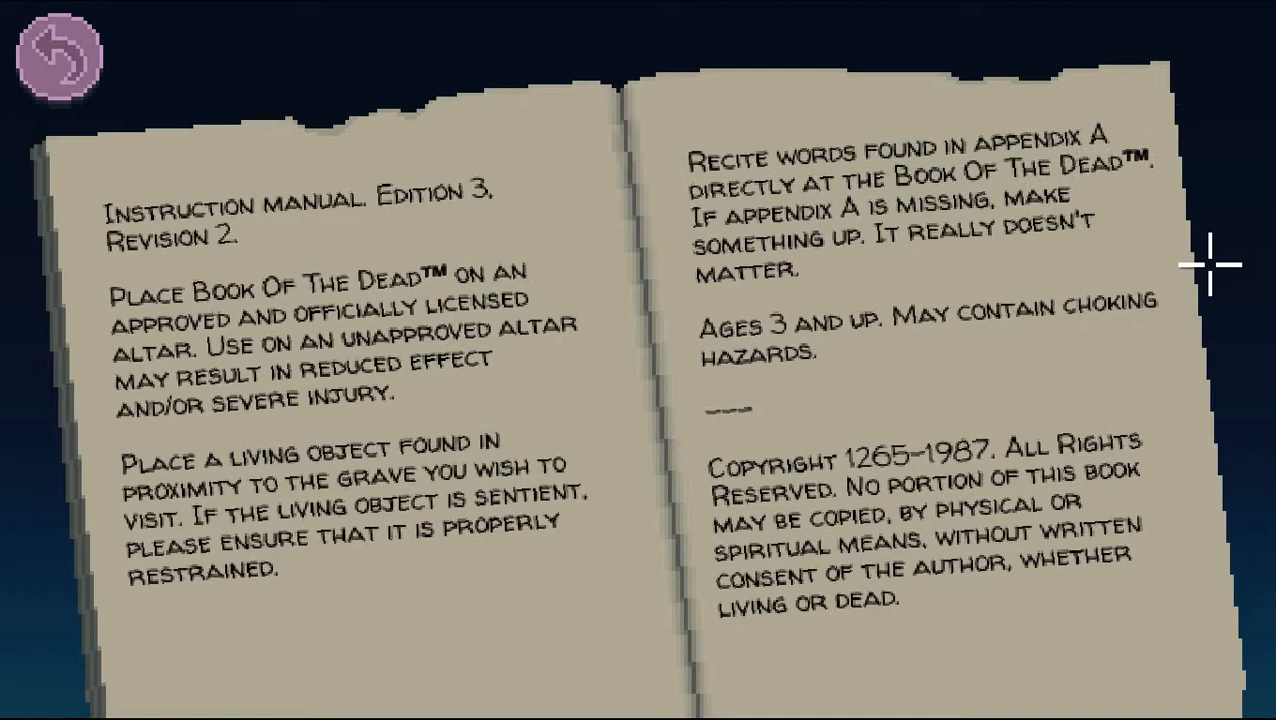 Instruction manual. Edition 3,
Revision 2.
Place Book Of The Dead™ on an
approved and officially licensed
altar. Use on an unapproved altar
may result in reduced effect
and/or severe injury.
Place a living object found in
proximity to the grave you wish to
visit. If the living object is sentient,
please ensure that it is properly
restrained.
Recite words found in appendix A
directly at the Book Of The Dead™.
If appendix A is missing, make
something up. It really doesn't
matter.
Ages 3 and up. May contain choking
hazards.
----
Copyright 1265-1987. All Rights
Reserved. No portion of this book
may be copied, by physical or
spiritual means, without written
consent of the author, whether
living or dead.